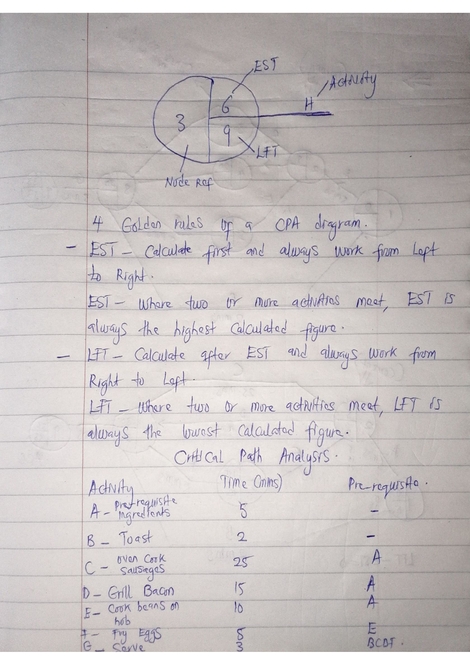 EST
Activity
H
3
6
9
LFT
Node Ref
4 Golden rules of a CPA diagram.
- EST - Calculate first and always work from Left
to Right.
EST - Where two or more activities meet, EST is
always the highest calculated figure.
- LFT - Calculate after EST and always work from
Right to Left.
LFT - Where two or more activities meet, LFT is
always the lowest calculated figure.
Critical Path Analysis.
Activity Time (mins) Pre-requisite.
A - Pre-requisite
ingredients 5 -
B - Toast 2 -
C - Oven Cook
Sausages 25 A
D - Grill Bacon 15 A
E - Cook beans on
hob 10 A
F - Fry Eggs 5 E
G - Serve 3 BCDF.